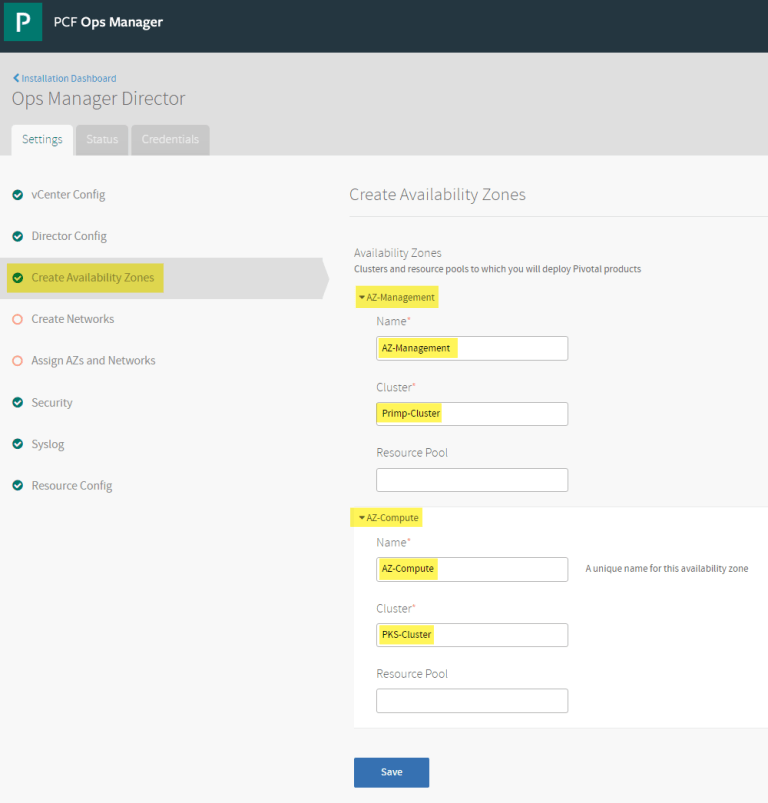 P PCF Ops Manager
Installation Dashboard
Ops Manager Director
Settings Status Credentials
vCenter Config
Director Config
Create Availability Zones
Create Networks
Assign AZs and Networks
Security
Syslog
Resource Config
Create Availability Zones
Availability Zones
Clusters and resource pools to which you will deploy Pivotal products
AZ-Management
Name*
AZ-Management
Cluster*
Primp-Cluster
Resource Pool
AZ-Compute
Name*
AZ-Compute A unique name for this availability zone
Cluster*
PKS-Cluster
Resource Pool
Save